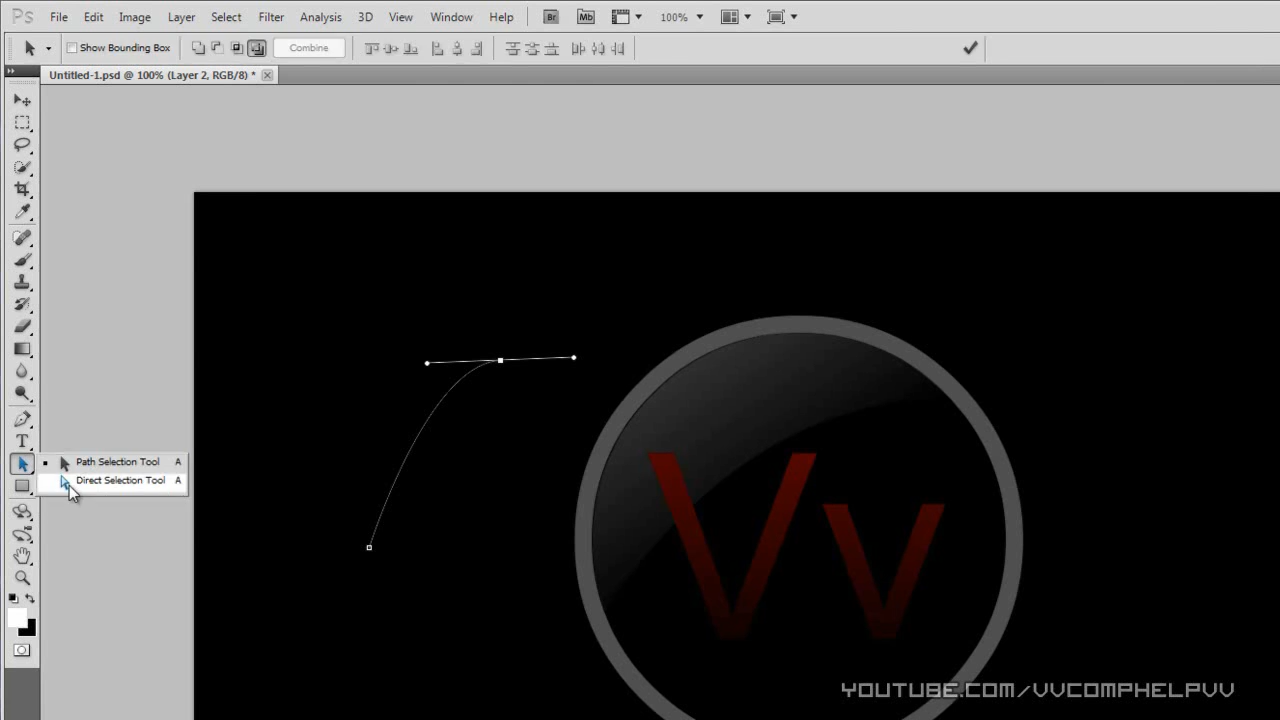 Ps File Edit Image Layer Select Filter Analysis 3D View Window Help Br Mb 100%
Show Bounding Box Combine
Untitled-1.psd @ 100% (Layer 2, RGB/8) *
T
Path Selection Tool A
Direct Selection Tool A
Vv
YOUTUBE.COM/VVCOMPHELPVV